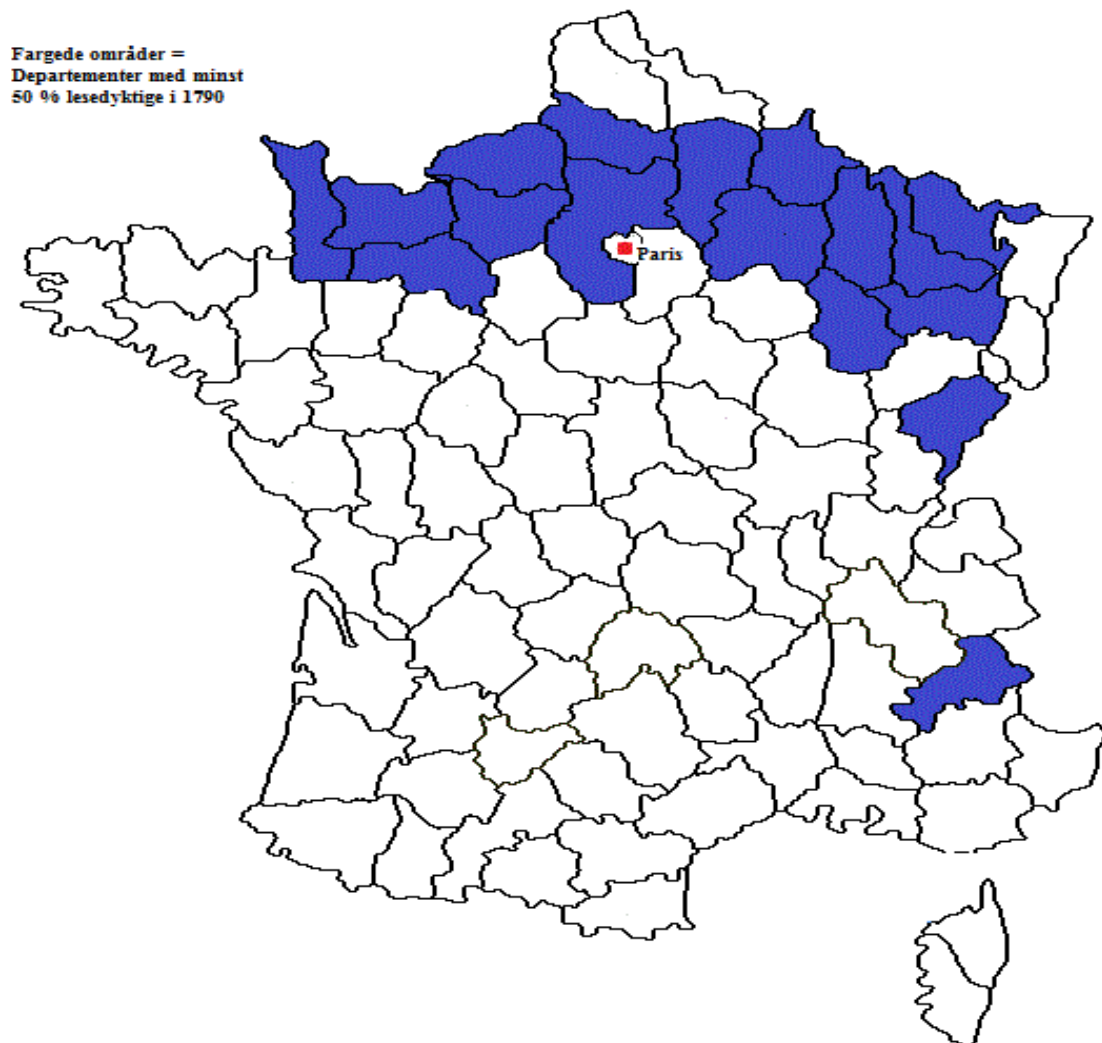 Fargede områder =
Departementer med minst
50 % lesedyktige i 1790
Paris